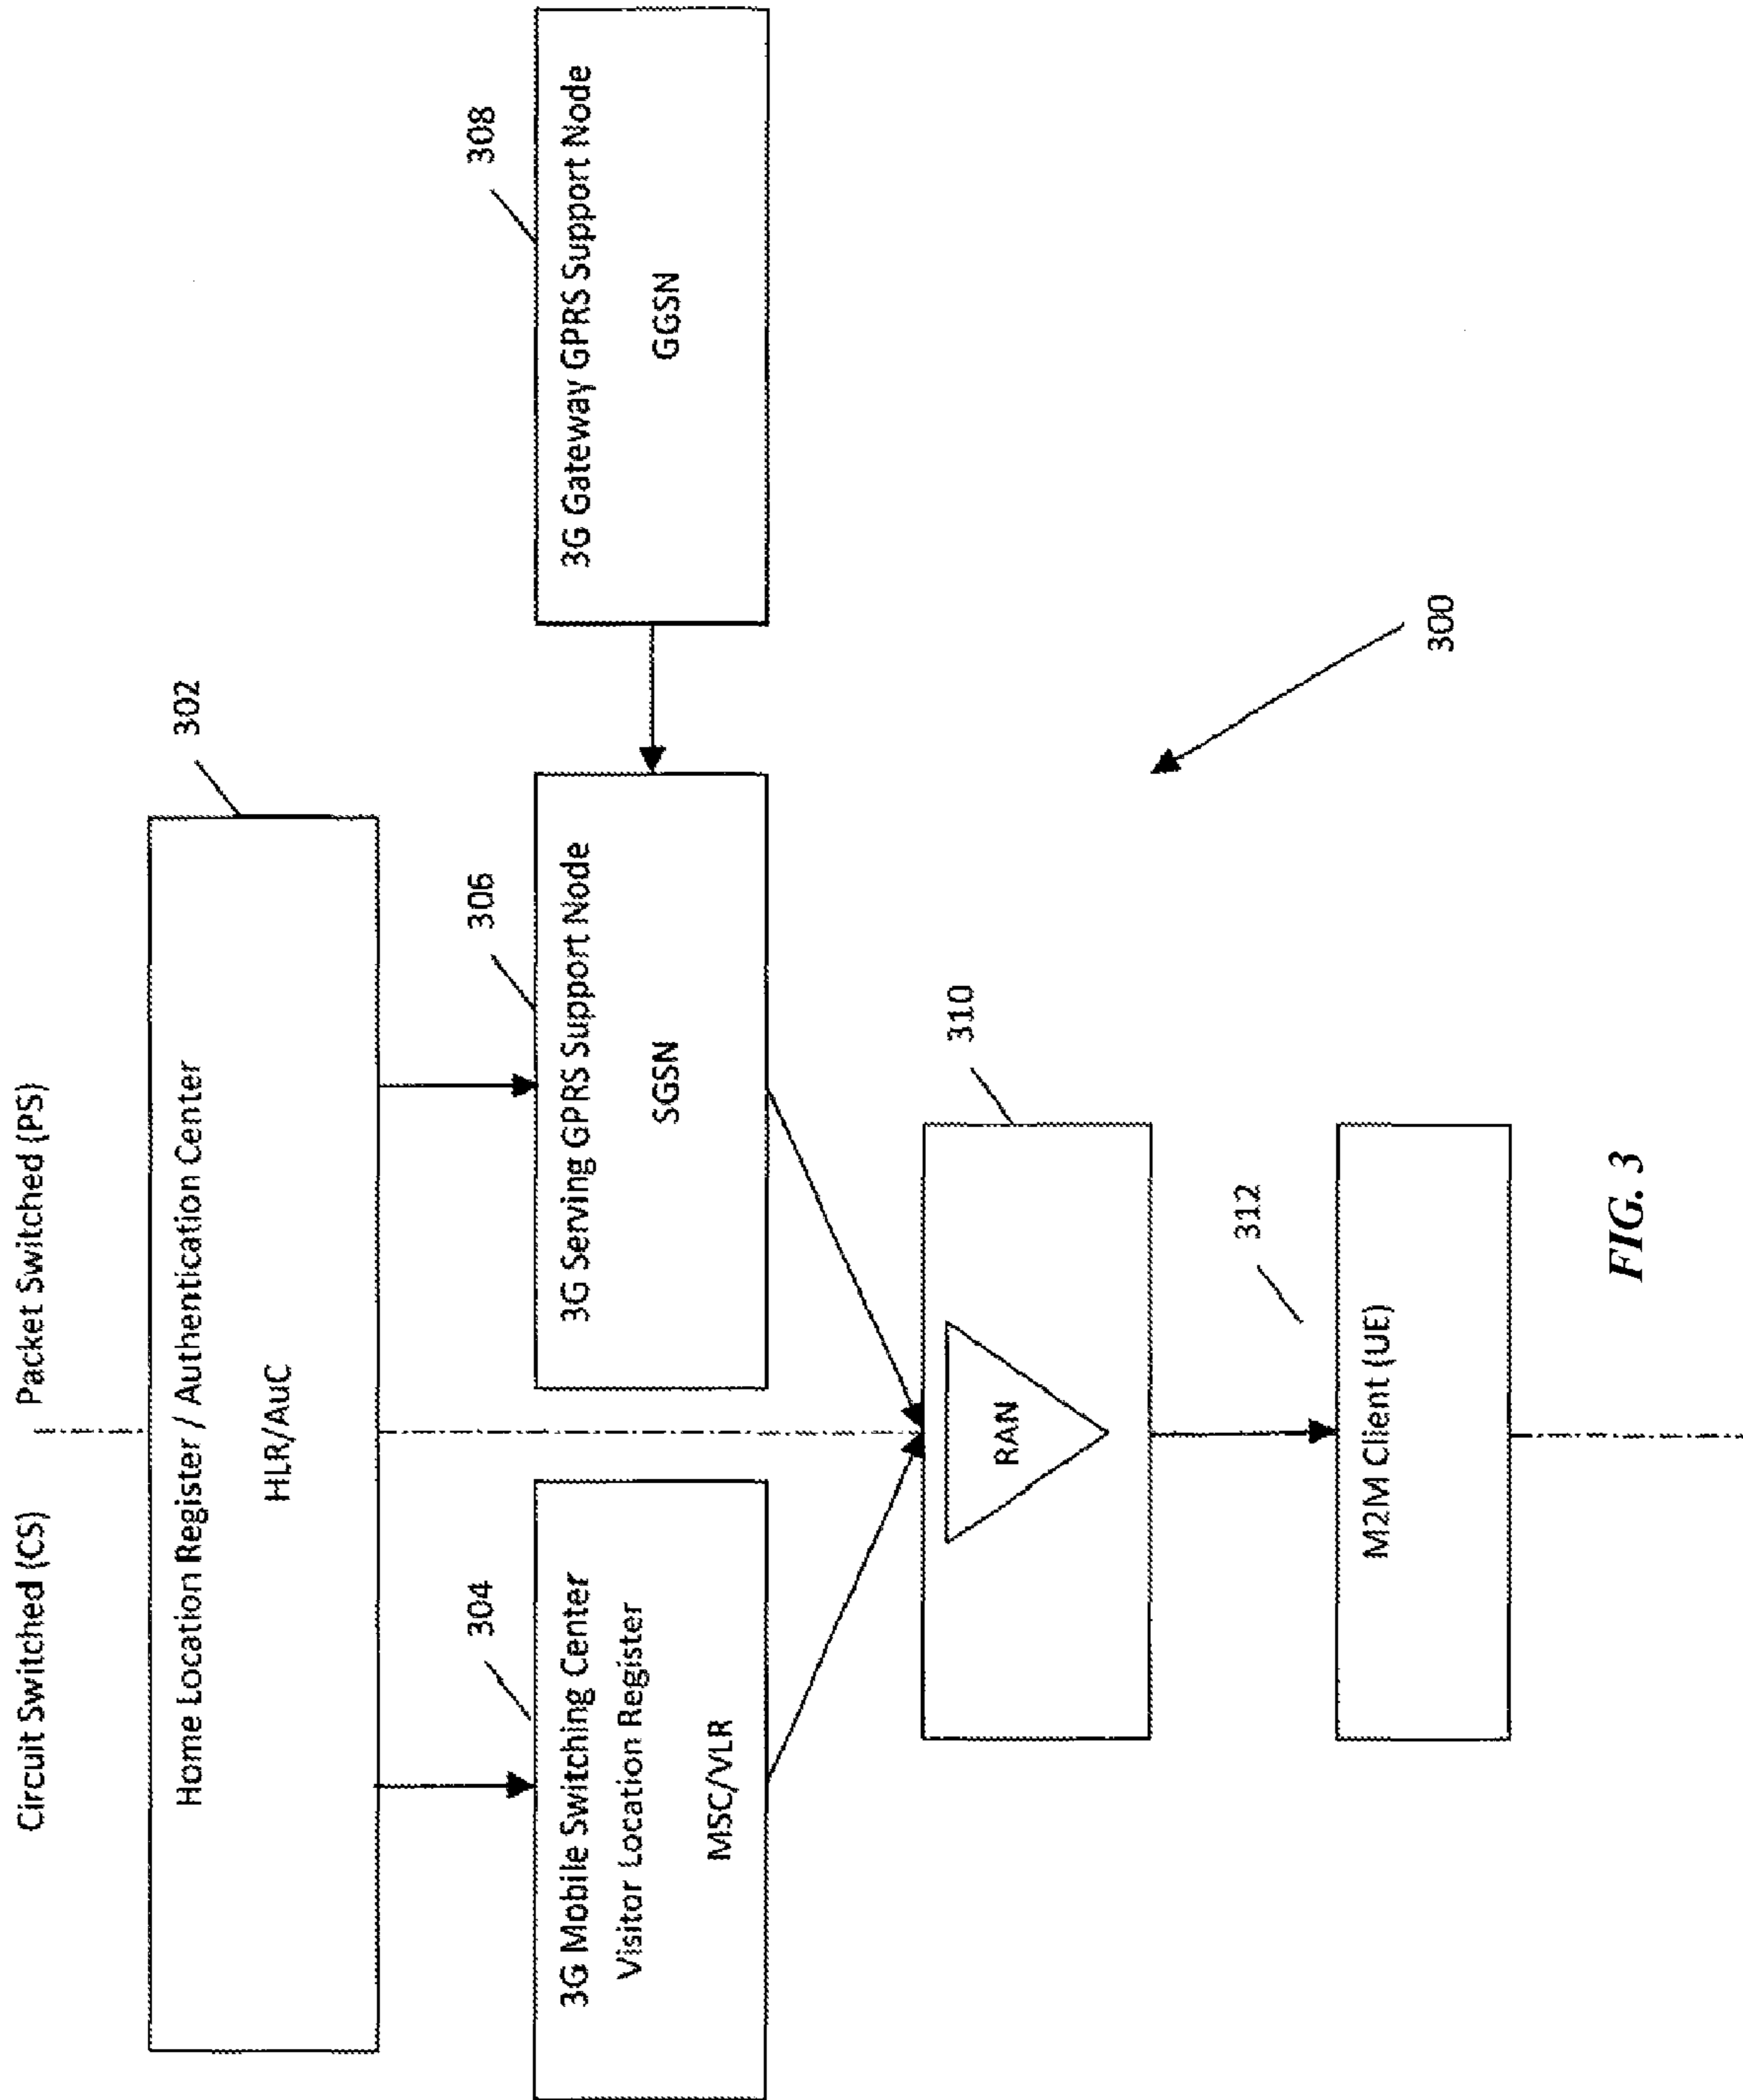 Circuit Switched (CS)
Packet Switched (PS)
302
Home Location Register / Authentication Center
HLR/AuC
304
3G Mobile Switching Center
Visitor Location Register
MSC/VLR
306
3G Serving GPRS Support Node
SGSN
308
3G Gateway GPRS Support Node
GGSN
310
RAN
312
M2M Client (UE)
300
FIG. 3